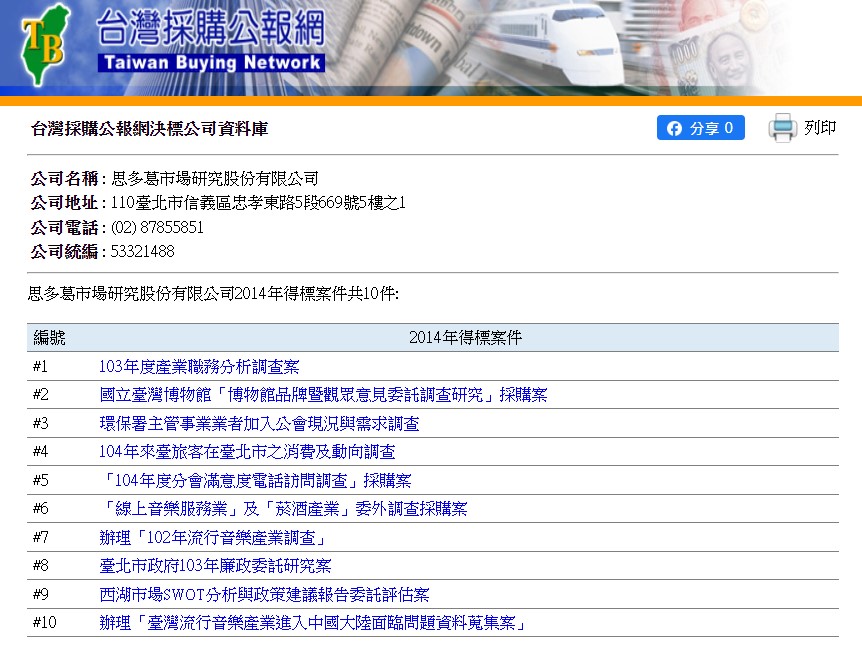 TB
台灣採購公報網
Taiwan Buying Network
down tha
台灣採購公報網決標公司資料庫
分享 0
列印
公司名稱 : 思多葛市場研究股份有限公司
公司地址 : 110臺北市信義區忠孝東路5段669號5樓之1
公司電話 : (02) 87855851
公司統編 : 53321488
思多葛市場研究股份有限公司2014年得標案件共10件:
編號 2014年得標案件
#1 103年度產業職務分析調查案
#2 國立臺灣博物館「博物館品牌暨觀眾意見委託調查研究」採購案
#3 環保署主管事業業者加入公會現況與需求調查
#4 104年來臺旅客在臺北市之消費及動向調查
#5 「104年度分會滿意度電話訪問調查」採購案
#6 「線上音樂服務業」及「菸酒產業」委外調查採購案
#7 辦理「102年流行音樂產業調查」
#8 臺北市政府103年廉政委託研究案
#9 西湖市場SWOT分析與政策建議報告委託評估案
#10 辦理「臺灣流行音樂產業進入中國大陸面臨問題資料蒐集案」